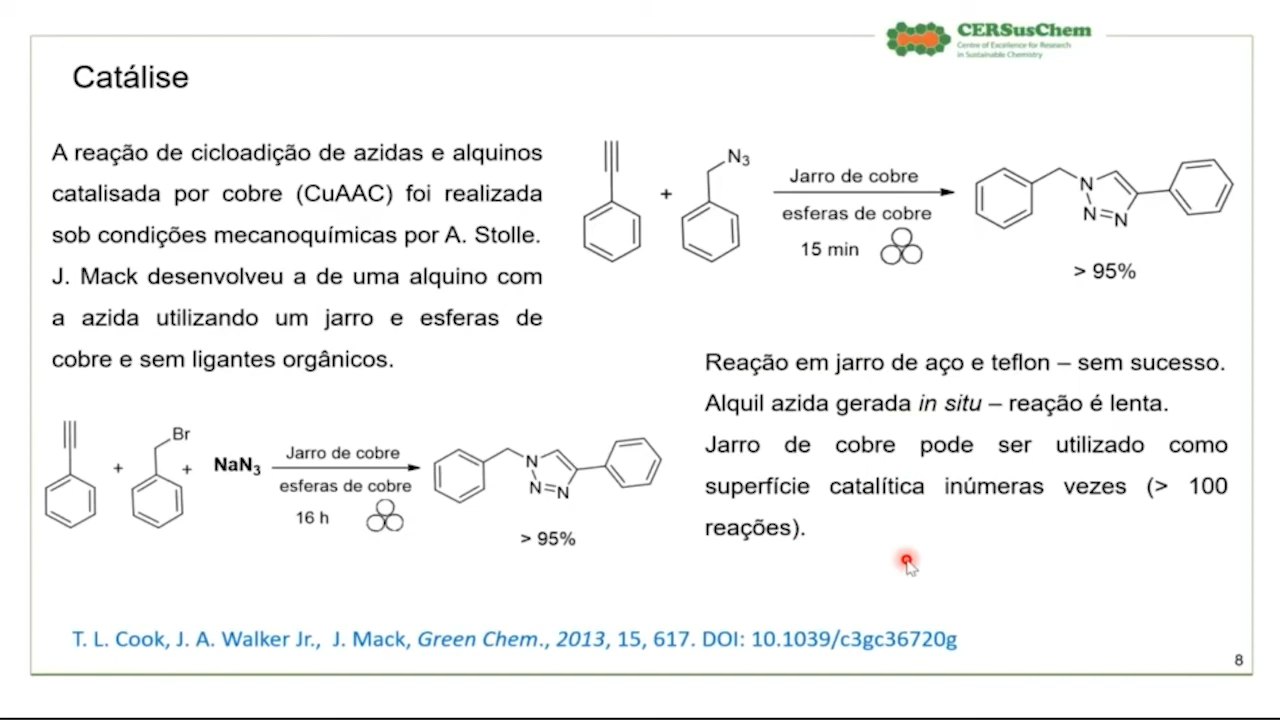 CERSusChem
Centre of Excellence for Research
in Sustainable Chemistry
Catálise
A reação de cicloadição de azidas e alquinos
catalisada por cobre (CuAAC) foi realizada
sob condições mecanoquímicas por A. Stolle.
J. Mack desenvolveu a de uma alquino com
a azida utilizando um jarro e esferas de
cobre e sem ligantes orgânicos.
+
N3
Jarro de cobre
esferas de cobre
15 min
N
N=N
> 95%
Reação em jarro de aço e teflon – sem sucesso.
Alquil azida gerada in situ – reação é lenta.
Jarro de cobre pode ser utilizado como
superfície catalítica inúmeras vezes (> 100
reações).
+
Br
+
NaN3
Jarro de cobre
esferas de cobre
16 h
N
N=N
> 95%
T. L. Cook, J. A. Walker Jr., J. Mack, Green Chem., 2013, 15, 617. DOI: 10.1039/c3gc36720g
8